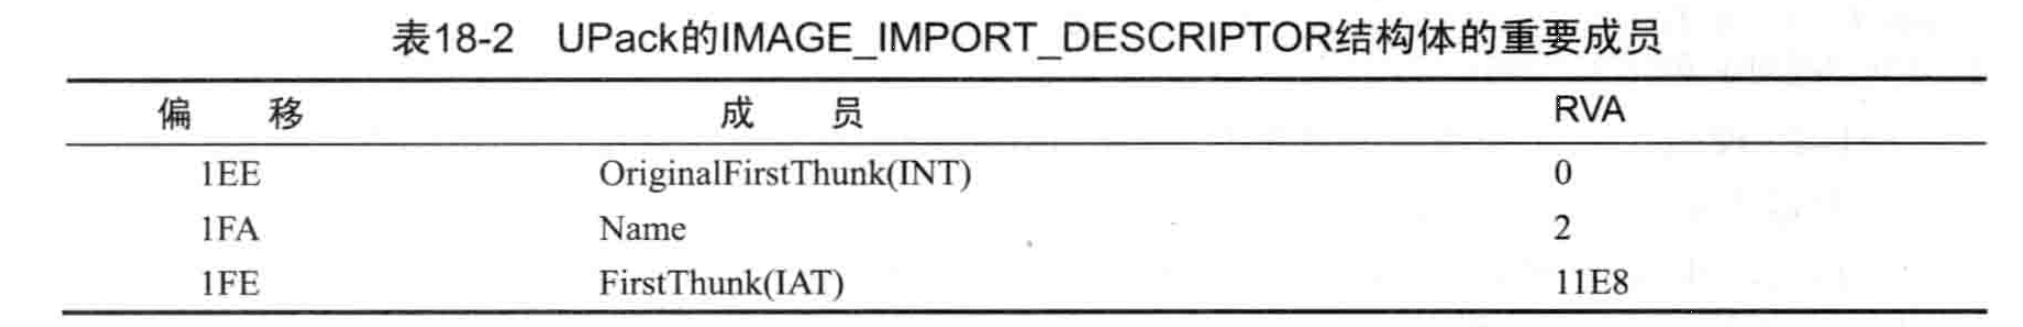 表18-2 UPack的IMAGE_IMPORT_DESCRIPTOR结构体的重要成员
偏 移 成 员 RVA
1EE OriginalFirstThunk(INT) 0
1FA Name 2
1FE FirstThunk(IAT) 11E8